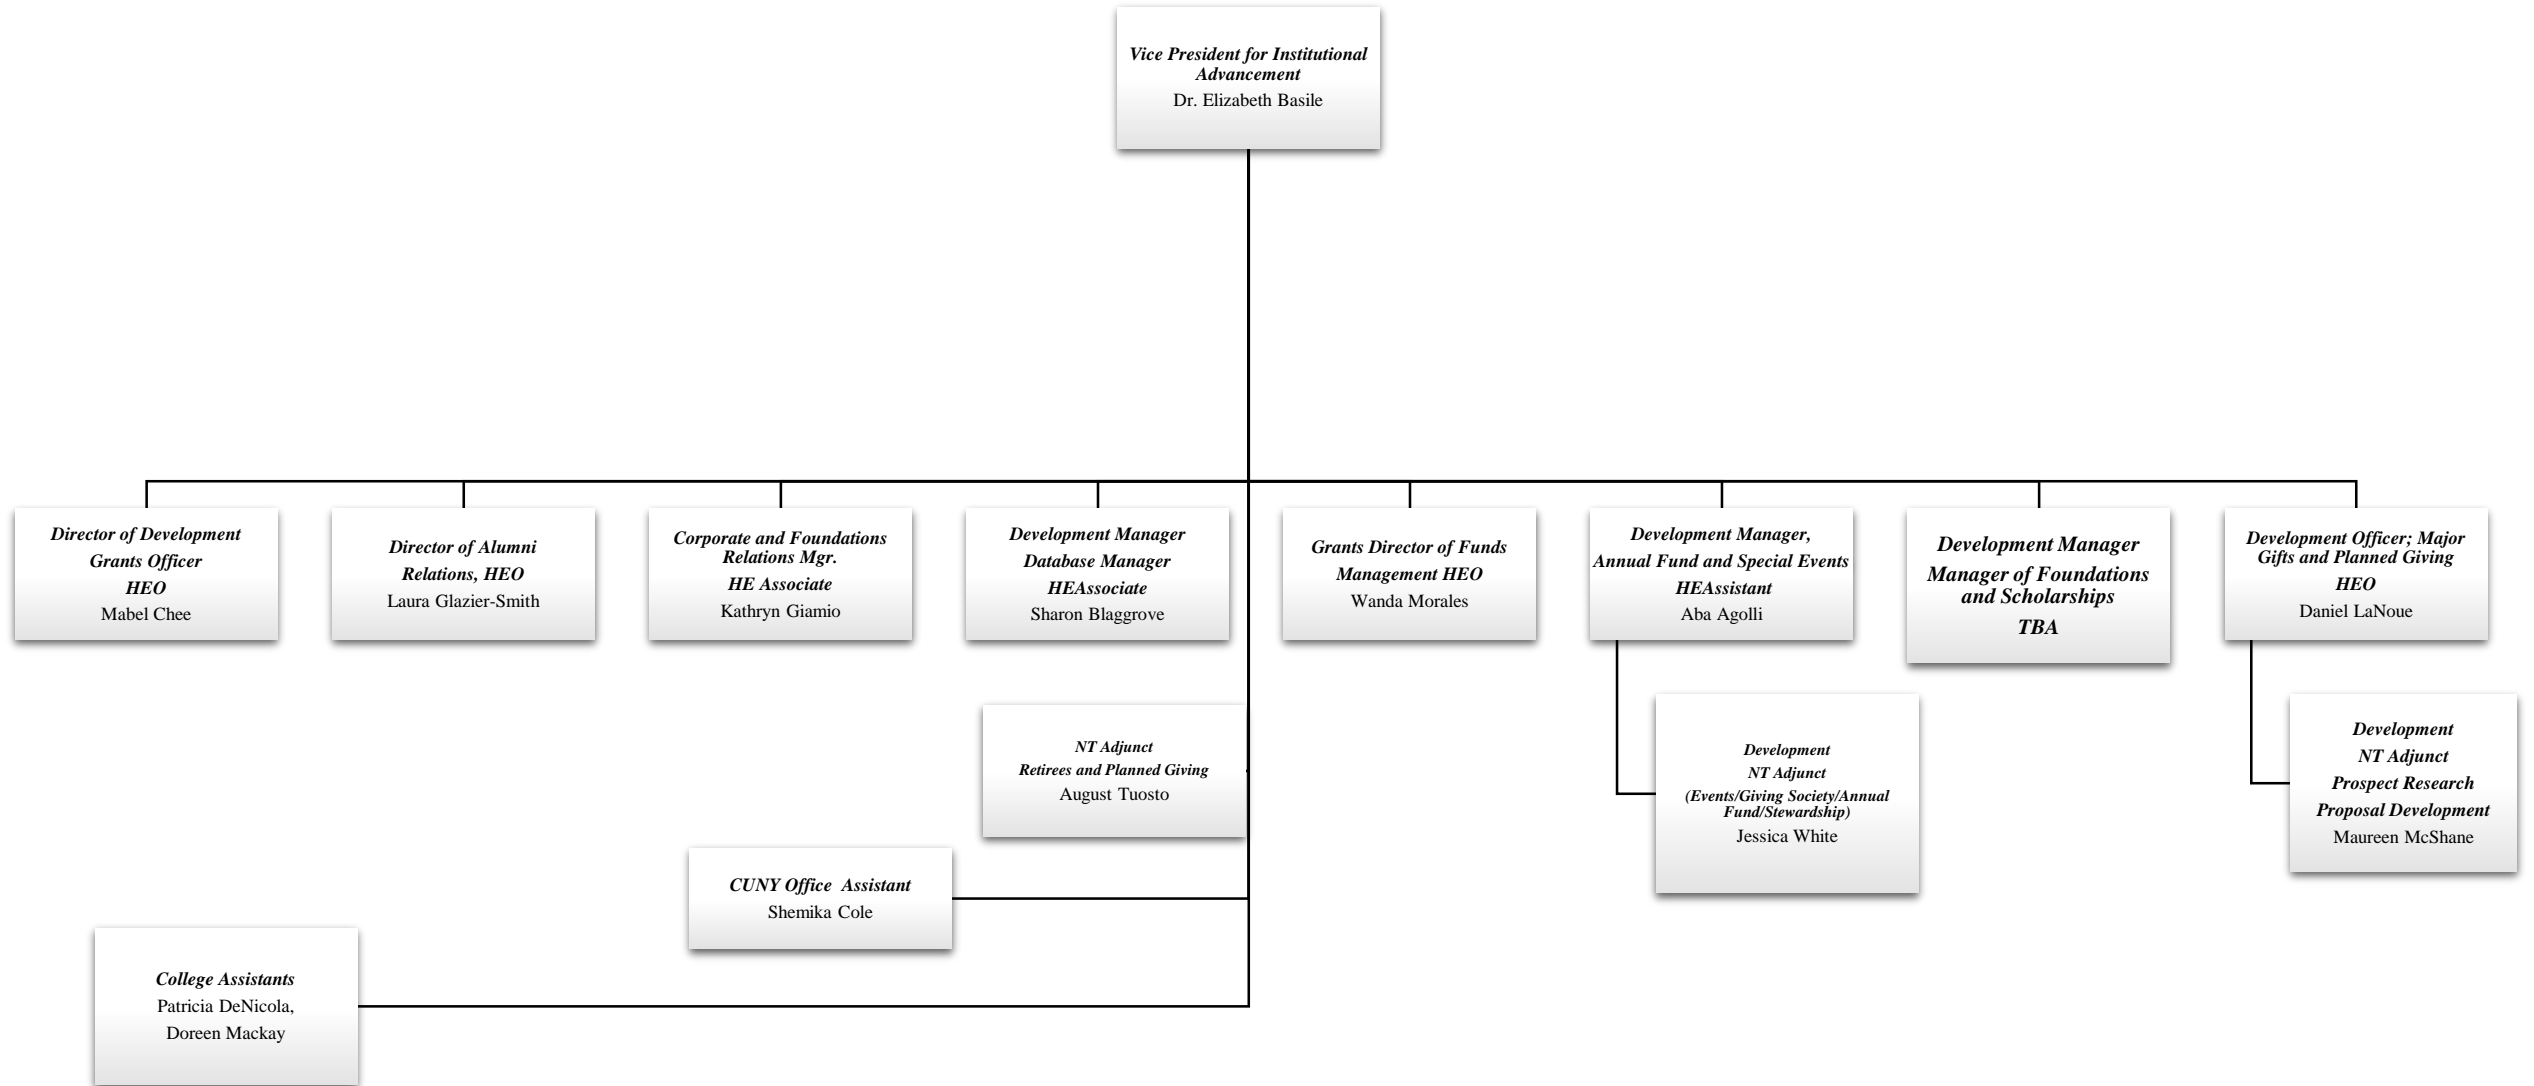 Vice President for Institutional
Advancement
Dr. Elizabeth Basile
Director of Development
Grants Officer
HEO
Mabel Chee
Director of Alumni
Relations, HEO
Laura Glazier-Smith
Corporate and Foundations
Relations Mgr.
HE Associate
Kathryn Giamio
Development Manager
Database Manager
HEAssociate
Sharon Blaggrove
Grants Director of Funds
Management HEO
Wanda Morales
Development Manager,
Annual Fund and Special Events
HEAssistant
Aba Agolli
Development Manager
Manager of Foundations
and Scholarships
TBA
Development Officer; Major
Gifts and Planned Giving
HEO
Daniel LaNoue
NT Adjunct
Retirees and Planned Giving
August Tuosto
Development
NT Adjunct
(Events/Giving Society/Annual
Fund/Stewardship)
Jessica White
Development
NT Adjunct
Prospect Research
Proposal Development
Maureen McShane
CUNY Office  Assistant
Shemika Cole
College Assistants
Patricia DeNicola,
Doreen Mackay